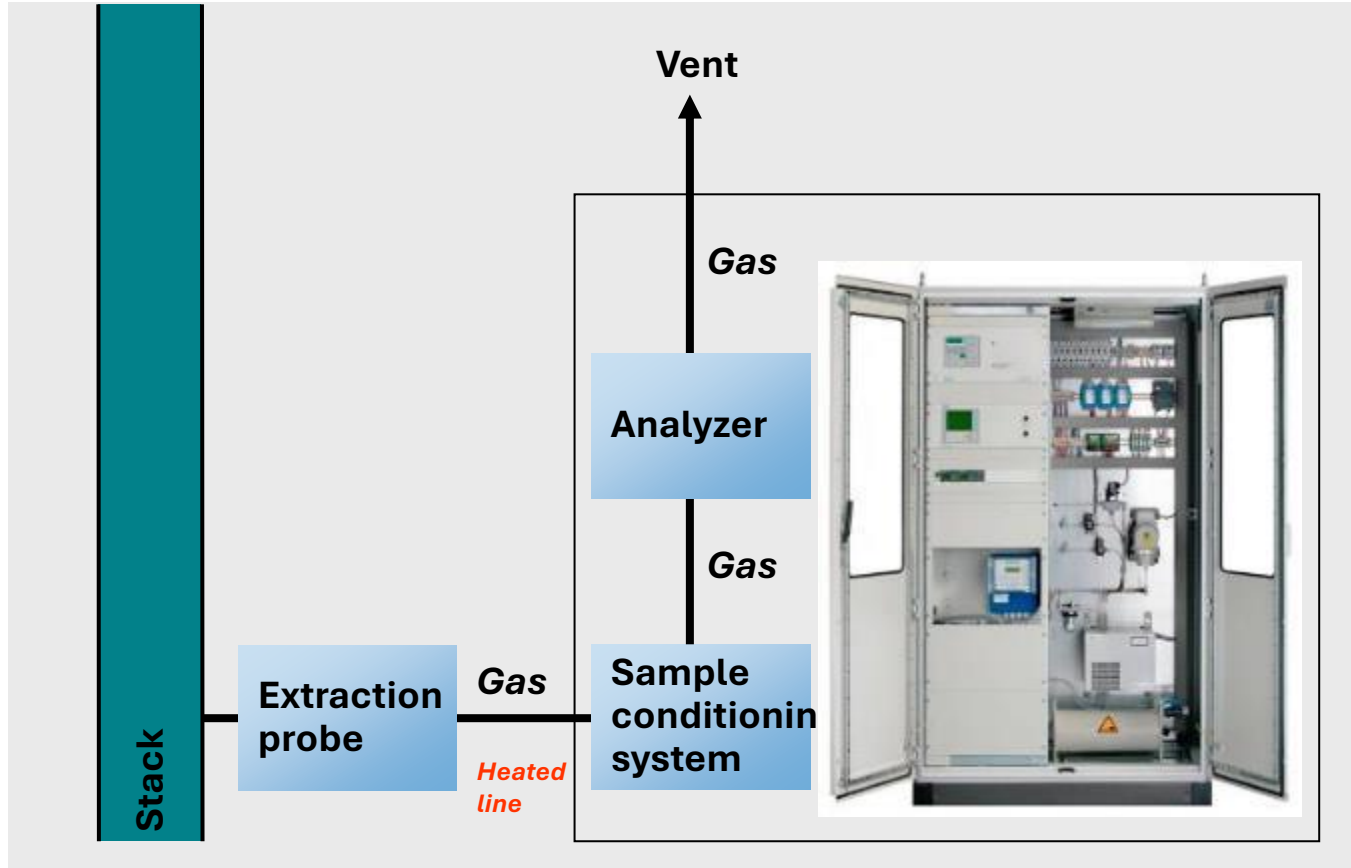 Vent
Gas
Analyzer
Gas
Sample
conditionin
system
Gas
Extraction
probe
Heated
line
Stack